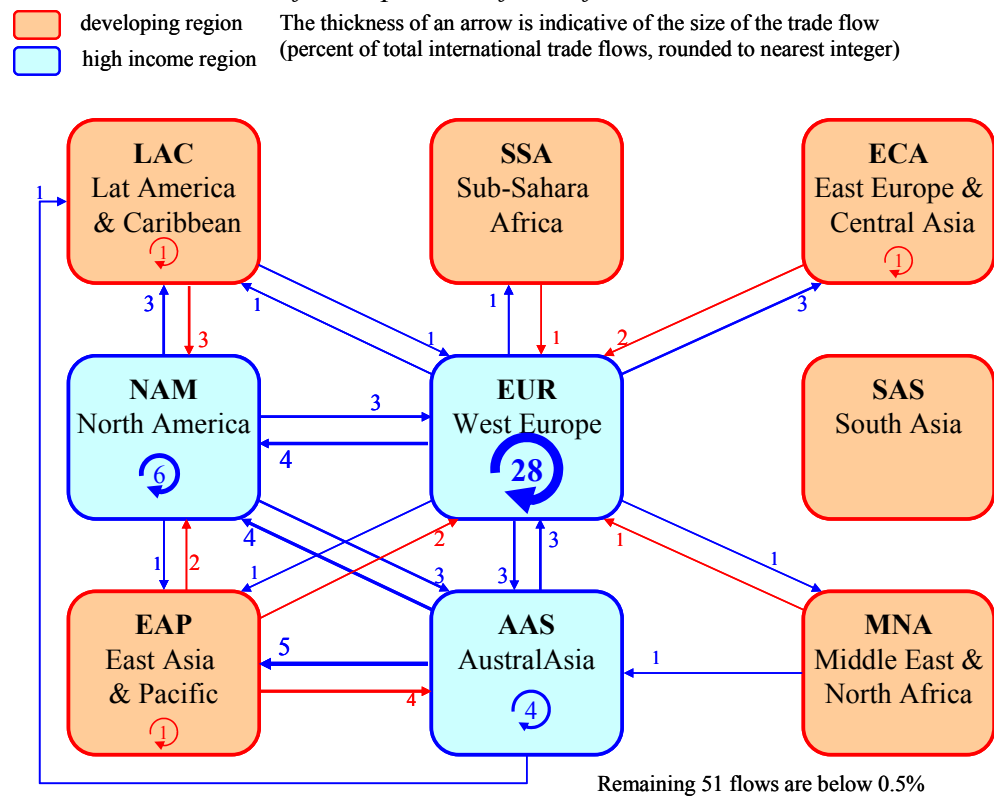 developing region
The thickness of an arrow is indicative of the size of the trade flow
high income region
(percent of total international trade flows, rounded to nearest integer)
LAC
Lat America
& Caribbean
1
SSA
Sub-Sahara
Africa
ECA
East Europe &
Central Asia
1
1
3
3
1
1
1
1
2
3
NAM
North America
6
3
4
EUR
West Europe
28
SAS
South Asia
1
2
4
1
2
3
3
3
1
1
EAP
East Asia
& Pacific
1
5
4
AAS
AustralAsia
4
1
MNA
Middle East &
North Africa
Remaining 51 flows are below 0.5%